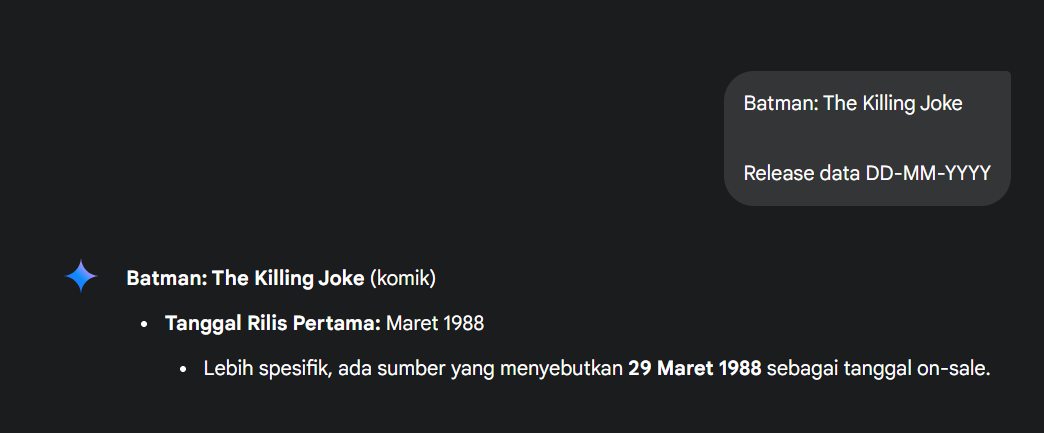 Batman: The Killing Joke
Release data DD-MM-YYYY
Batman: The Killing Joke (komik)
• Tanggal Rilis Pertama: Maret 1988
• Lebih spesifik, ada sumber yang menyebutkan 29 Maret 1988 sebagai tanggal on-sale.